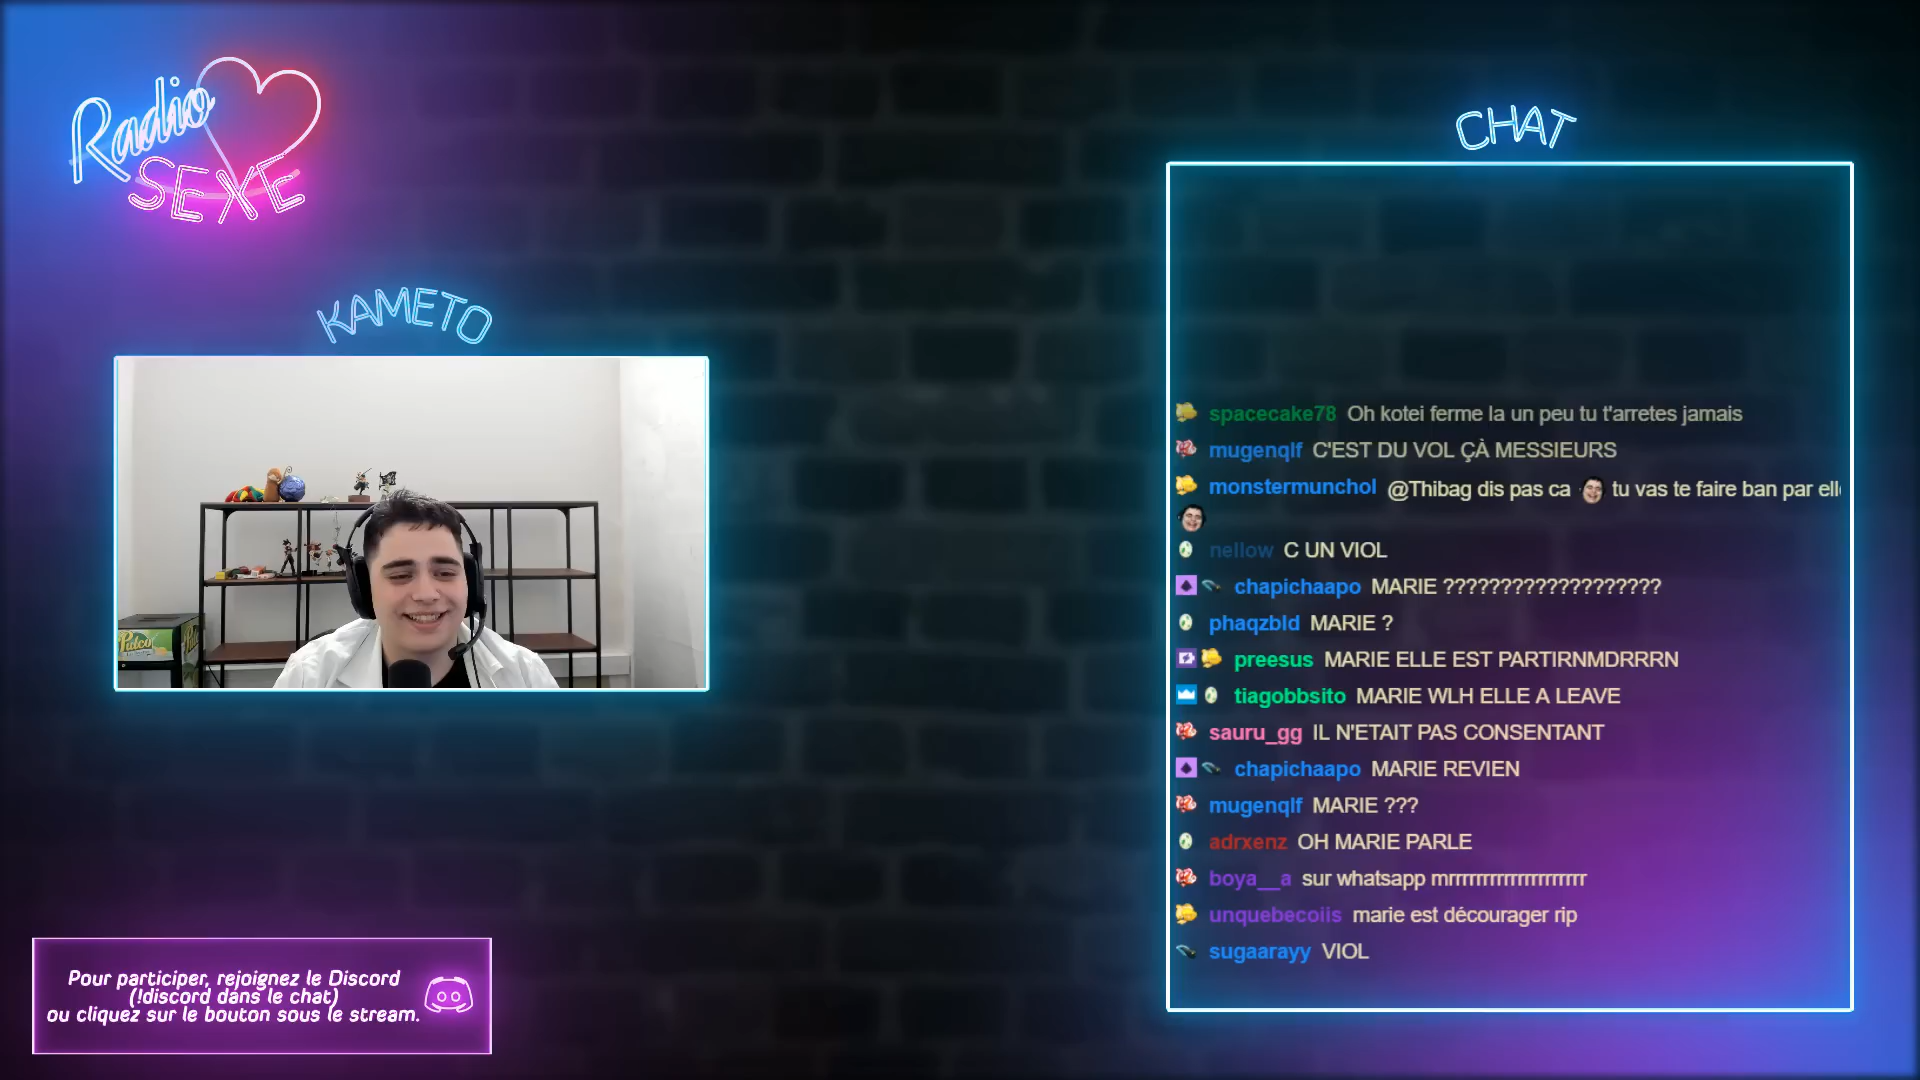 Radio
SEXE
KAMETO
Pulco
Pour participer, rejoignez le Discord
(!discord dans le chat)
ou cliquez sur le bouton sous le stream.
CHAT
spacecake78 Oh kotei ferme la un peu tu t'arretes jamais
mugenqlf C'EST DU VOL ÇÀ MESSIEURS
monstermunchol @Thibag dis pas ca tu vas te faire ban par elle
nellow C UN VIOL
chapichaapo MARIE ???????????????????
phaqzbld MARIE ?
preesus MARIE ELLE EST PARTIRNMDRRRN
tiagobbsito MARIE WLH ELLE A LEAVE
sauru_gg IL N'ETAIT PAS CONSENTANT
chapichaapo MARIE REVIEN
mugenqlf MARIE ???
adrxenz OH MARIE PARLE
boya__a sur whatsapp mrrrrrrrrrrrrrrrrrrrr
unquebecoiis marie est décourager rip
sugaarayy VIOL